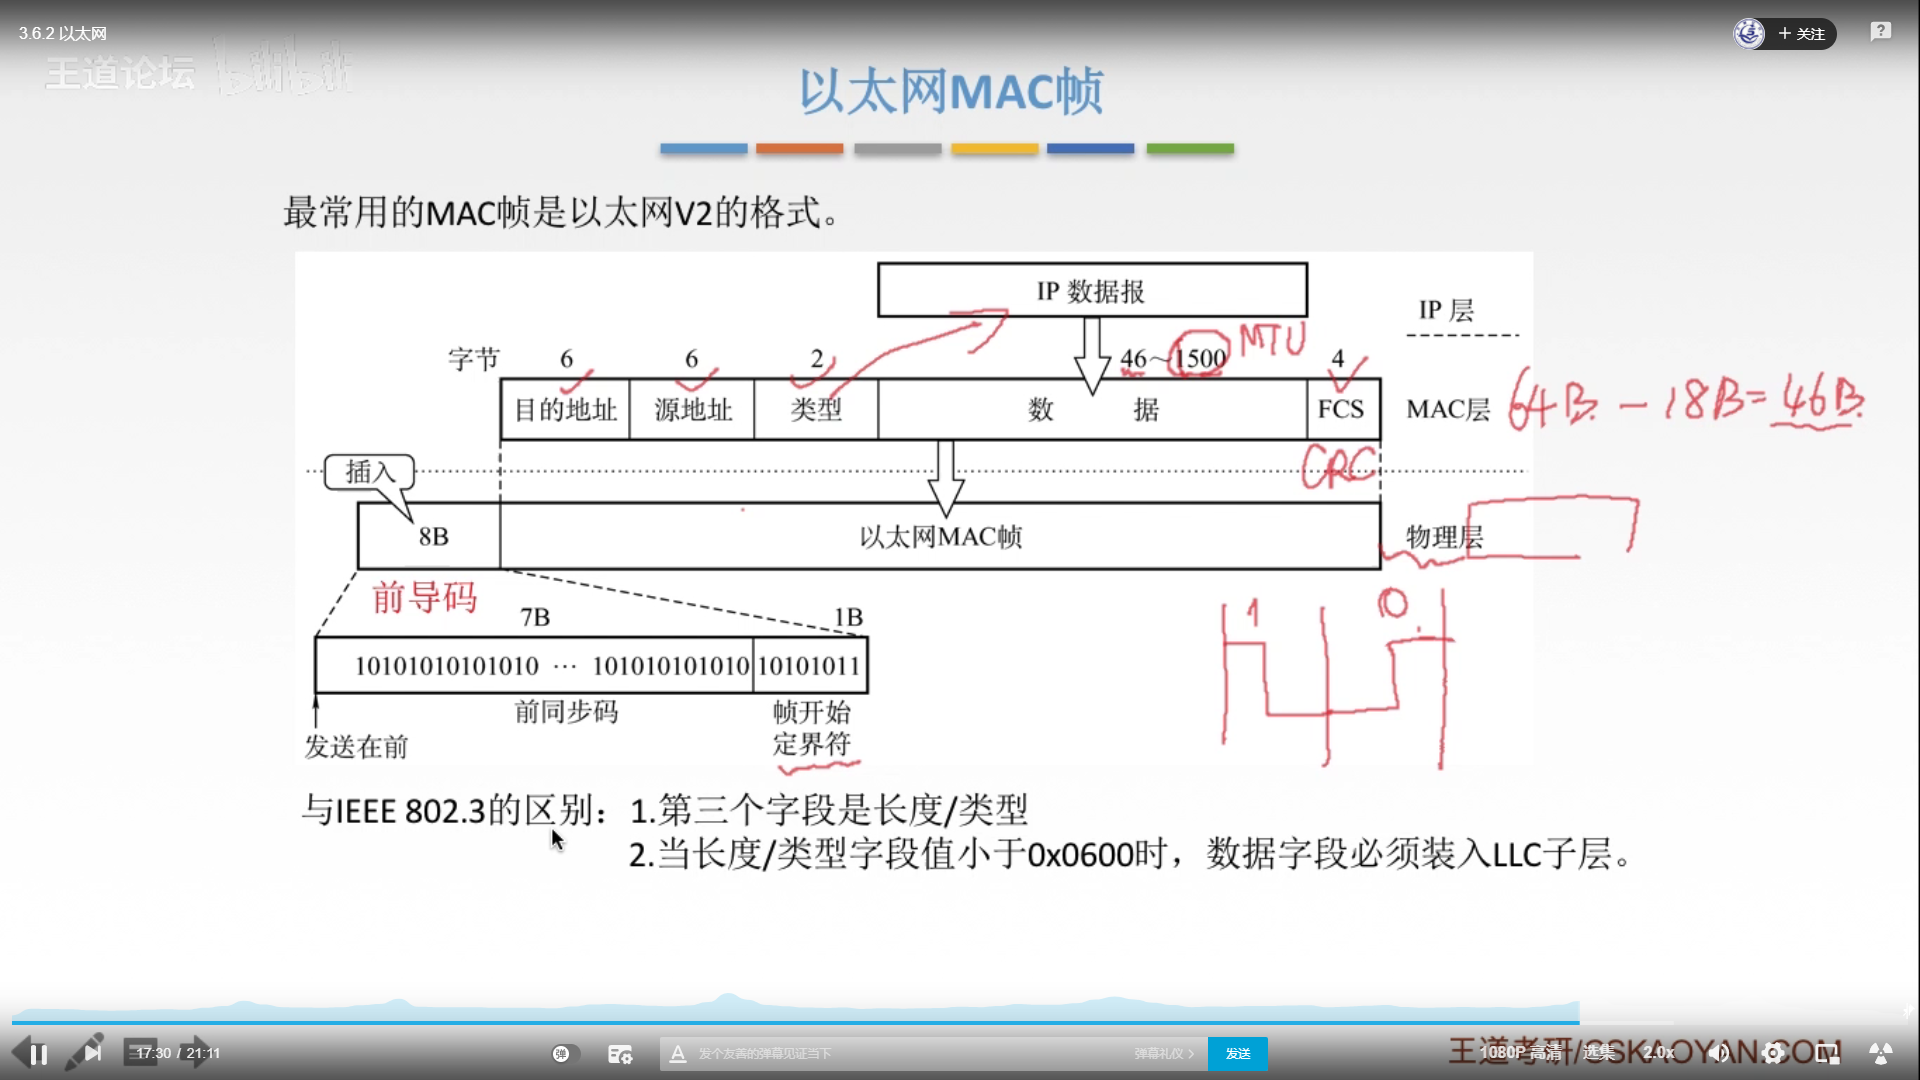 3.6.2 以太网
关注
王道论坛 bilibili
以太网MAC帧
最常用的MAC帧是以太网V2的格式。
IP 数据报
IP 层
字节 6 6 2 46～1500 MTU 4
目的地址 源地址 类型 数 据 FCS MAC层
64B - 18B = 46B
CRC
插入
8B 以太网MAC帧 物理层
前导码
7B 1B
1 0
10101010101010 ··· 101010101010 10101011
前同步码 帧开始
定界符
发送在前
与IEEE 802.3的区别：1.第三个字段是长度/类型
2.当长度/类型字段值小于0x0600时，数据字段必须装入LLC子层。
17:30 / 21:11
弹
发个友善的弹幕见证当下
弹幕礼仪
发送
王道考研/CSKAOYAN.COM
1080P 高清 选集 2.0x